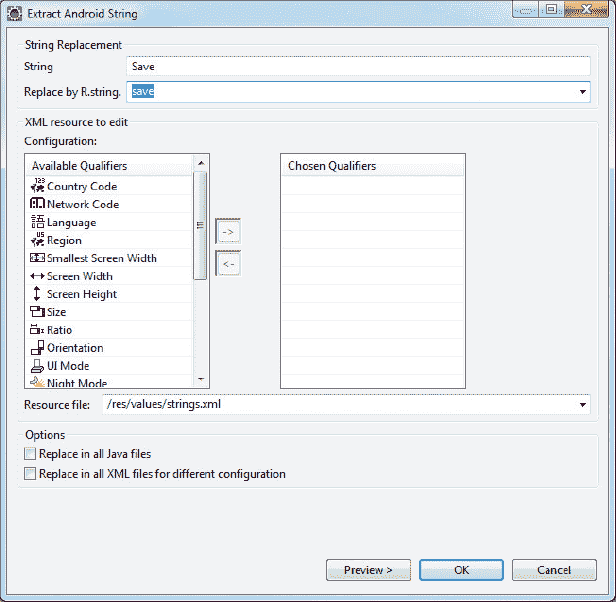 Extract Android String
String Replacement
String Save
Replace by R.string. save
XML resource to edit
Configuration:
Available Qualifiers
Chosen Qualifiers
Country Code
Network Code
Language
Region
Smallest Screen Width
Screen Width
Screen Height
Size
Ratio
Orientation
UI Mode
Night Mode
->
<-
Resource file: /res/values/strings.xml
Options
Replace in all Java files
Replace in all XML files for different configuration
Preview >
OK
Cancel